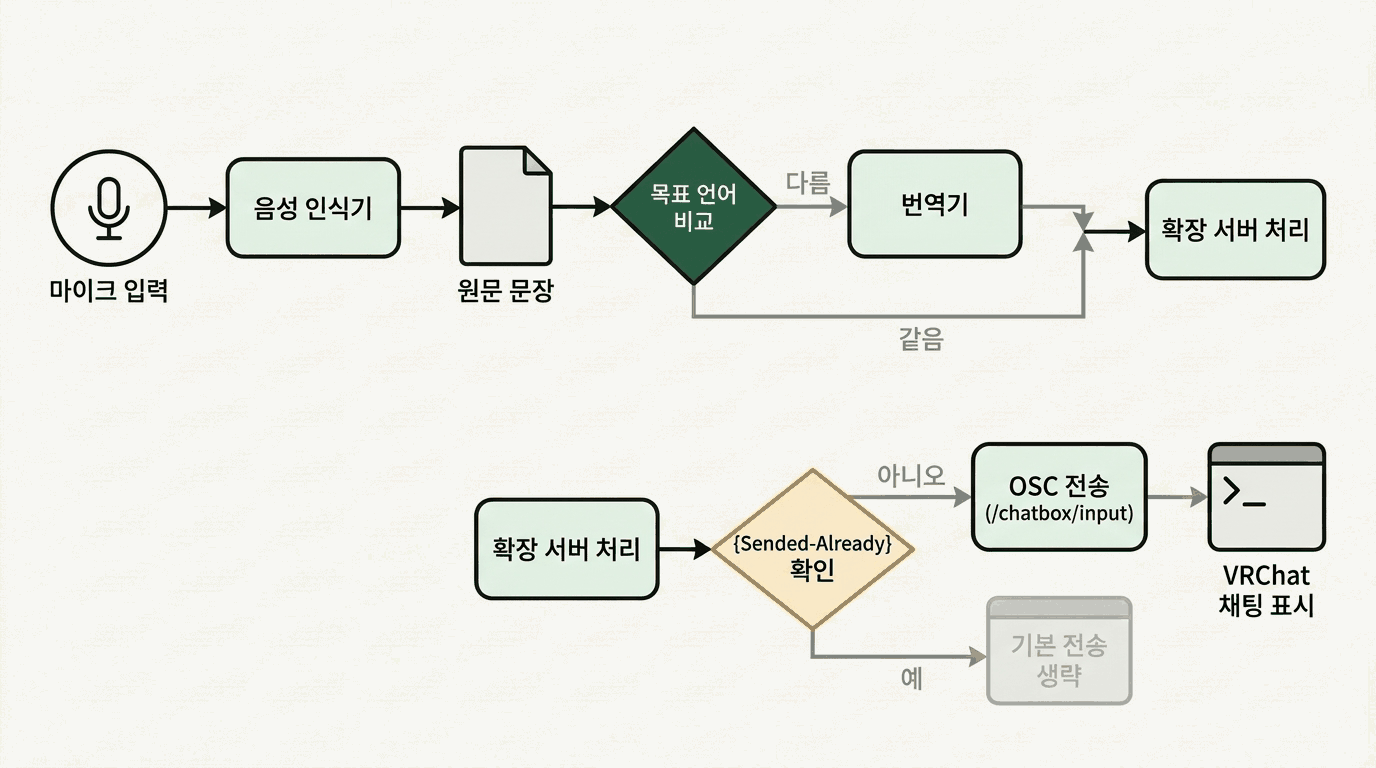 마이크 입력
음성 인식기
원문 문장
목표 언어
비교
다름
번역기
같음
확장 서버 처리
확장 서버 처리
{Sended-Already}
확인
아니오
OSC 전송
(/chatbox/input)
VRChat
채팅 표시
예
기본 전송
생략